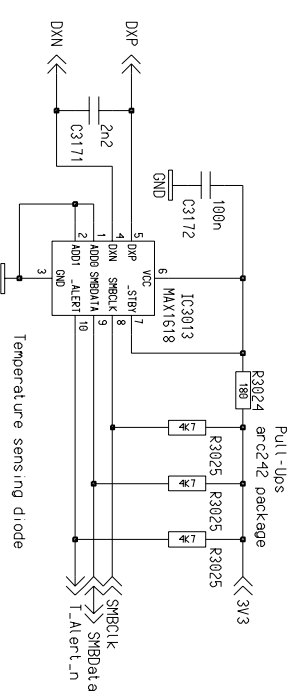 DXN
DXP
2n2
C3171
GND
100n
C3172
2
1
4
5
ADD1
ADD0
DXN
DXP
3
GND
VCC
6
IC3013
MAX1618
_ALERT
SMBDATA
SMBCLK
_STBY
10
9
8
7
R3024
180
Pull-Ups
arc242 package
4K7
R3025
4K7
R3025
4K7
R3025
Temperature sensing diode
3V3
SMBClk
SMBData
T_Alert_n